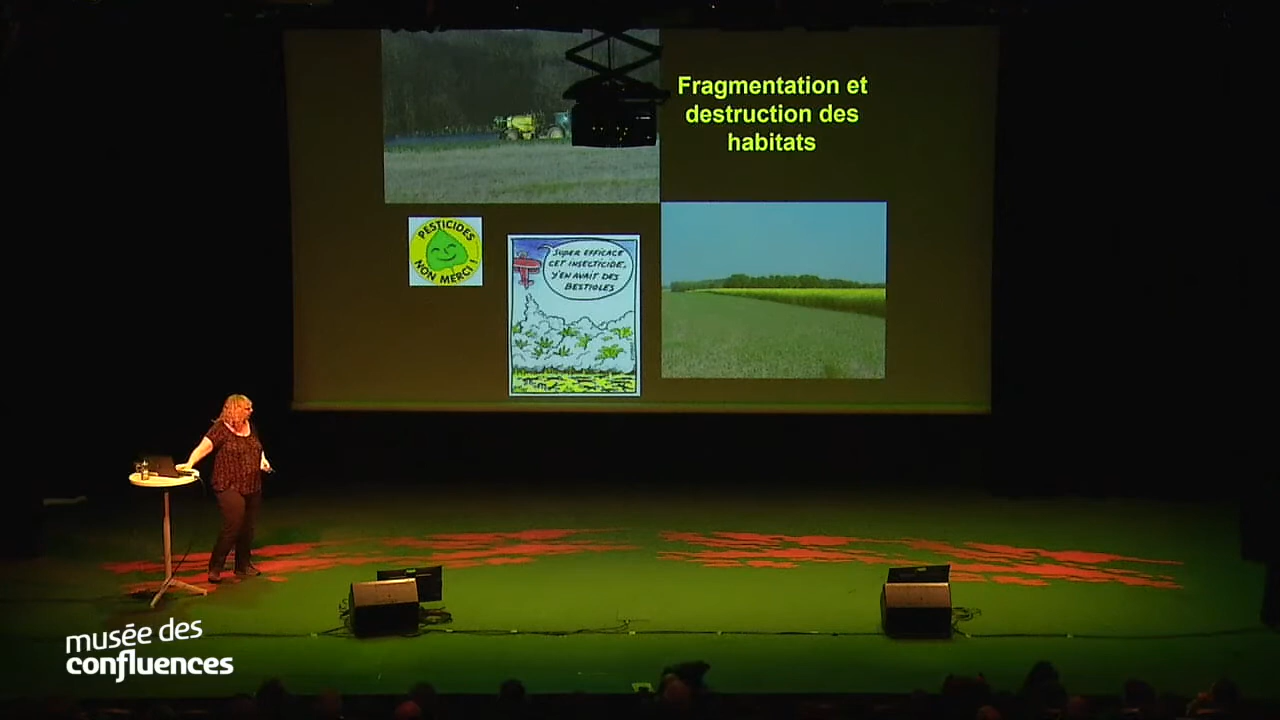 Fragmentation et
destruction des
habitats
PESTICIDES
NON MERCI !
SUPER EFFICACE
CET INSECTICIDE,
Y'EN AVAIT DES
BESTIOLES
musée des
confluences